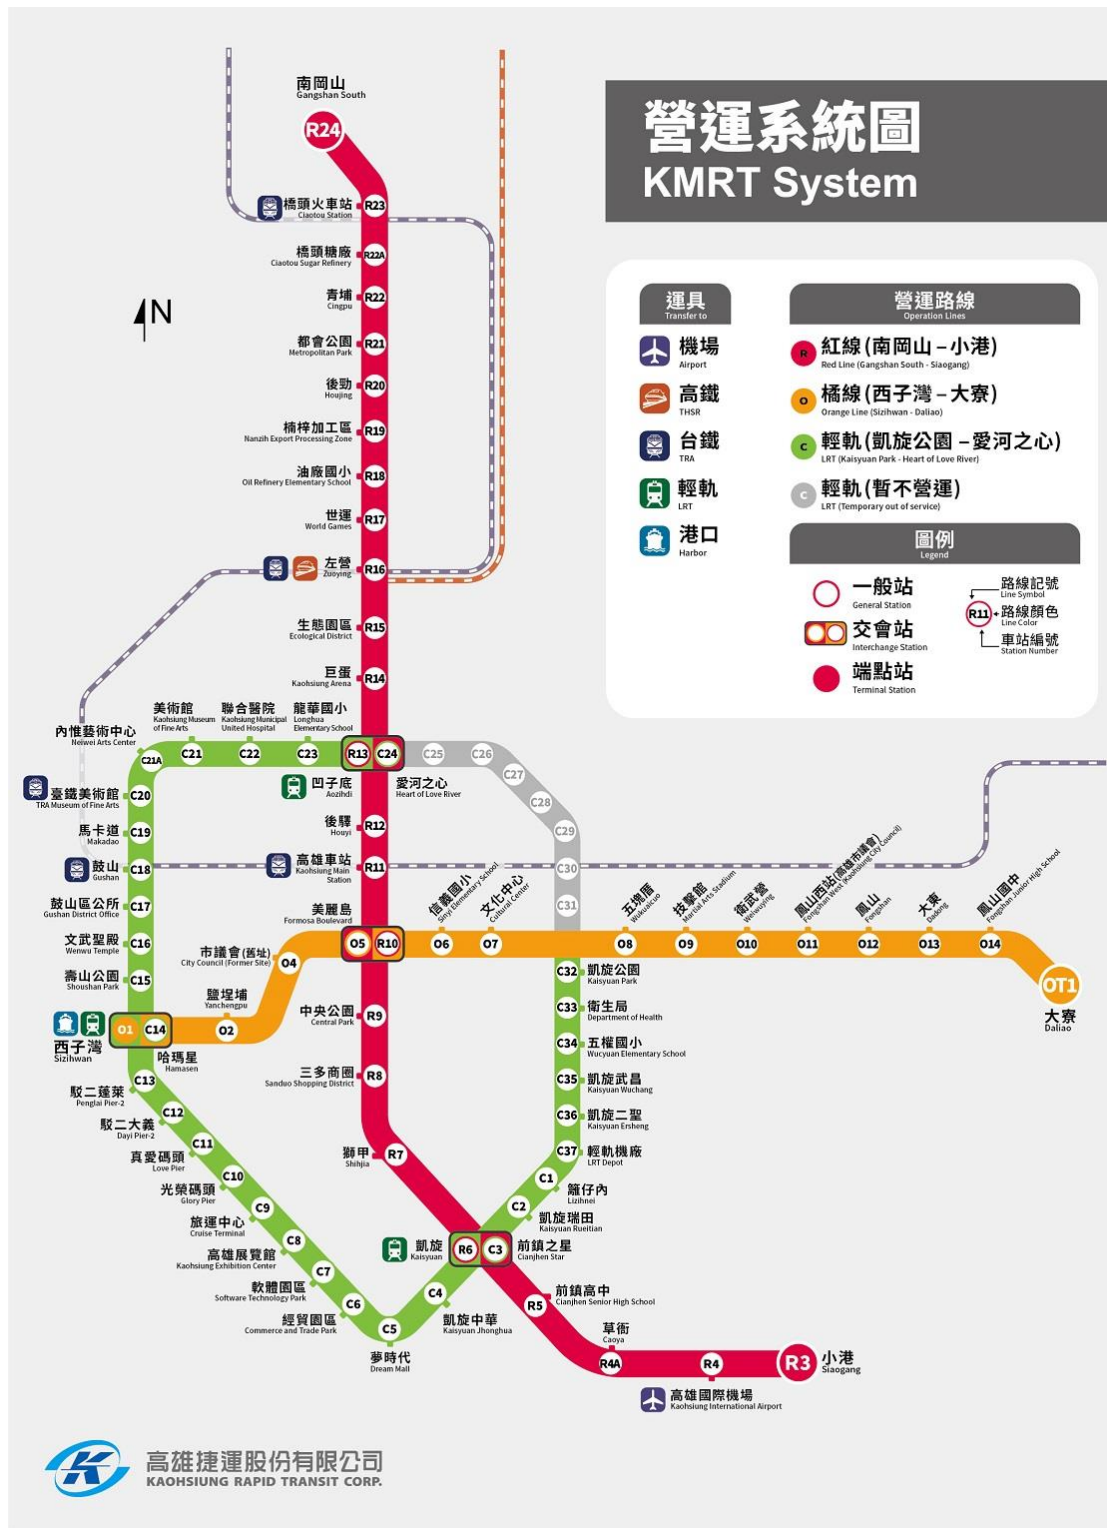 營運系統圖
KMRT System
運具
Transfer to
機場
Airport
高鐵
THSR
台鐵
TRA
輕軌
LRT
港口
Harbor
營運路線
Operation Lines
R
紅線(南岡山–小港)
Red Line (Gangshan South - Siaogang)
O
橘線(西子灣–大寮)
Orange Line (Sizihwan - Daliao)
C
輕軌(凱旋公園–愛河之心)
LRT (Kaisyuan Park - Heart of Love River)
C
輕軌(暫不營運)
LRT (Temporary out of service)
圖例
Legend
一般站
General Station
交會站
Interchange Station
端點站
Terminal Station
R11
路線記號
Line Symbol
路線顏色
Line Color
車站編號
Station Number
N
南岡山
Gangshan South
R24
橋頭火車站
Ciaotou Station
R23
橋頭糖廠
Ciaotou Sugar Refinery
R22A
青埔
Cingpu
R22
都會公園
Metropolitan Park
R21
後勁
Houjing
R20
楠梓加工區
Nanzih Export Processing Zone
R19
油廠國小
Oil Refinery Elementary School
R18
世運
World Games
R17
左營
Zuoying
R16
生態園區
Ecological District
R15
巨蛋
Kaohsiung Arena
R14
R13
凹子底
Aozihdi
C24
愛河之心
Heart of Love River
後驛
Houyi
R12
高雄車站
Kaohsiung Main
Station
R11
美麗島
Formosa Boulevard
O5
R10
中央公園
Central Park
R9
三多商圈
Sanduo Shopping District
R8
獅甲
Shihjia
R7
凱旋
Kaisyuan
R6
C3
前鎮之星
Cianjhen Star
前鎮高中
Cianjhen Senior High School
R5
草衙
Caoya
R4A
R4
高雄國際機場
Kaohsiung International Airport
R3
小港
Siaogang
美術館
Kaohsiung Museum
of Fine Arts
C21
聯合醫院
Kaohsiung Municipal
United Hospital
C22
龍華國小
Longhua
Elementary School
C23
內惟藝術中心
Neiwei Arts Center
C21A
臺鐵美術館
TRA Museum of Fine Arts
C20
馬卡道
Makadao
C19
鼓山
Gushan
C18
鼓山區公所
Gushan District Office
C17
文武聖殿
Wenwu Temple
C16
壽山公園
Shoushan Park
C15
西子灣
Sizihwan
O1
C14
哈瑪星
Hamasen
鹽埕埔
Yanchengpu
O2
市議會(舊址)
City Council (Former Site)
O4
信義國小
Sinyi Elementary School
O6
文化中心
Cultural Center
O7
五塊厝
Wukuaicuo
O8
技擊館
Martial Arts Stadium
O9
衛武營
Weiwuying
O10
鳳山西站(高雄市議會)
Fongshan West (Kaohsiung City Council)
O11
鳳山
Fongshan
O12
大東
Dadong
O13
鳳山國中
Fongshan Junior High School
O14
OT1
大寮
Daliao
C25
C26
C27
C28
C29
C30
C31
C32
凱旋公園
Kaisyuan Park
C33
衛生局
Department of Health
C34
五權國小
Wucyuan Elementary School
C35
凱旋武昌
Kaisyuan Wuchang
C36
凱旋二聖
Kaisyuan Ersheng
C37
輕軌機廠
LRT Depot
C1
籬仔內
Lizihnei
C2
凱旋瑞田
Kaisyuan Rueitian
C4
凱旋中華
Kaisyuan Jhonghua
C5
夢時代
Dream Mall
C6
經貿園區
Commerce and Trade Park
C7
軟體園區
Software Technology Park
C8
高雄展覽館
Kaohsiung Exhibition Center
C9
旅運中心
Cruise Terminal
C10
光榮碼頭
Glory Pier
C11
真愛碼頭
Love Pier
C12
駁二大義
Dayi Pier-2
C13
駁二蓬萊
Penglai Pier-2
高雄捷運股份有限公司
KAOHSIUNG RAPID TRANSIT CORP.